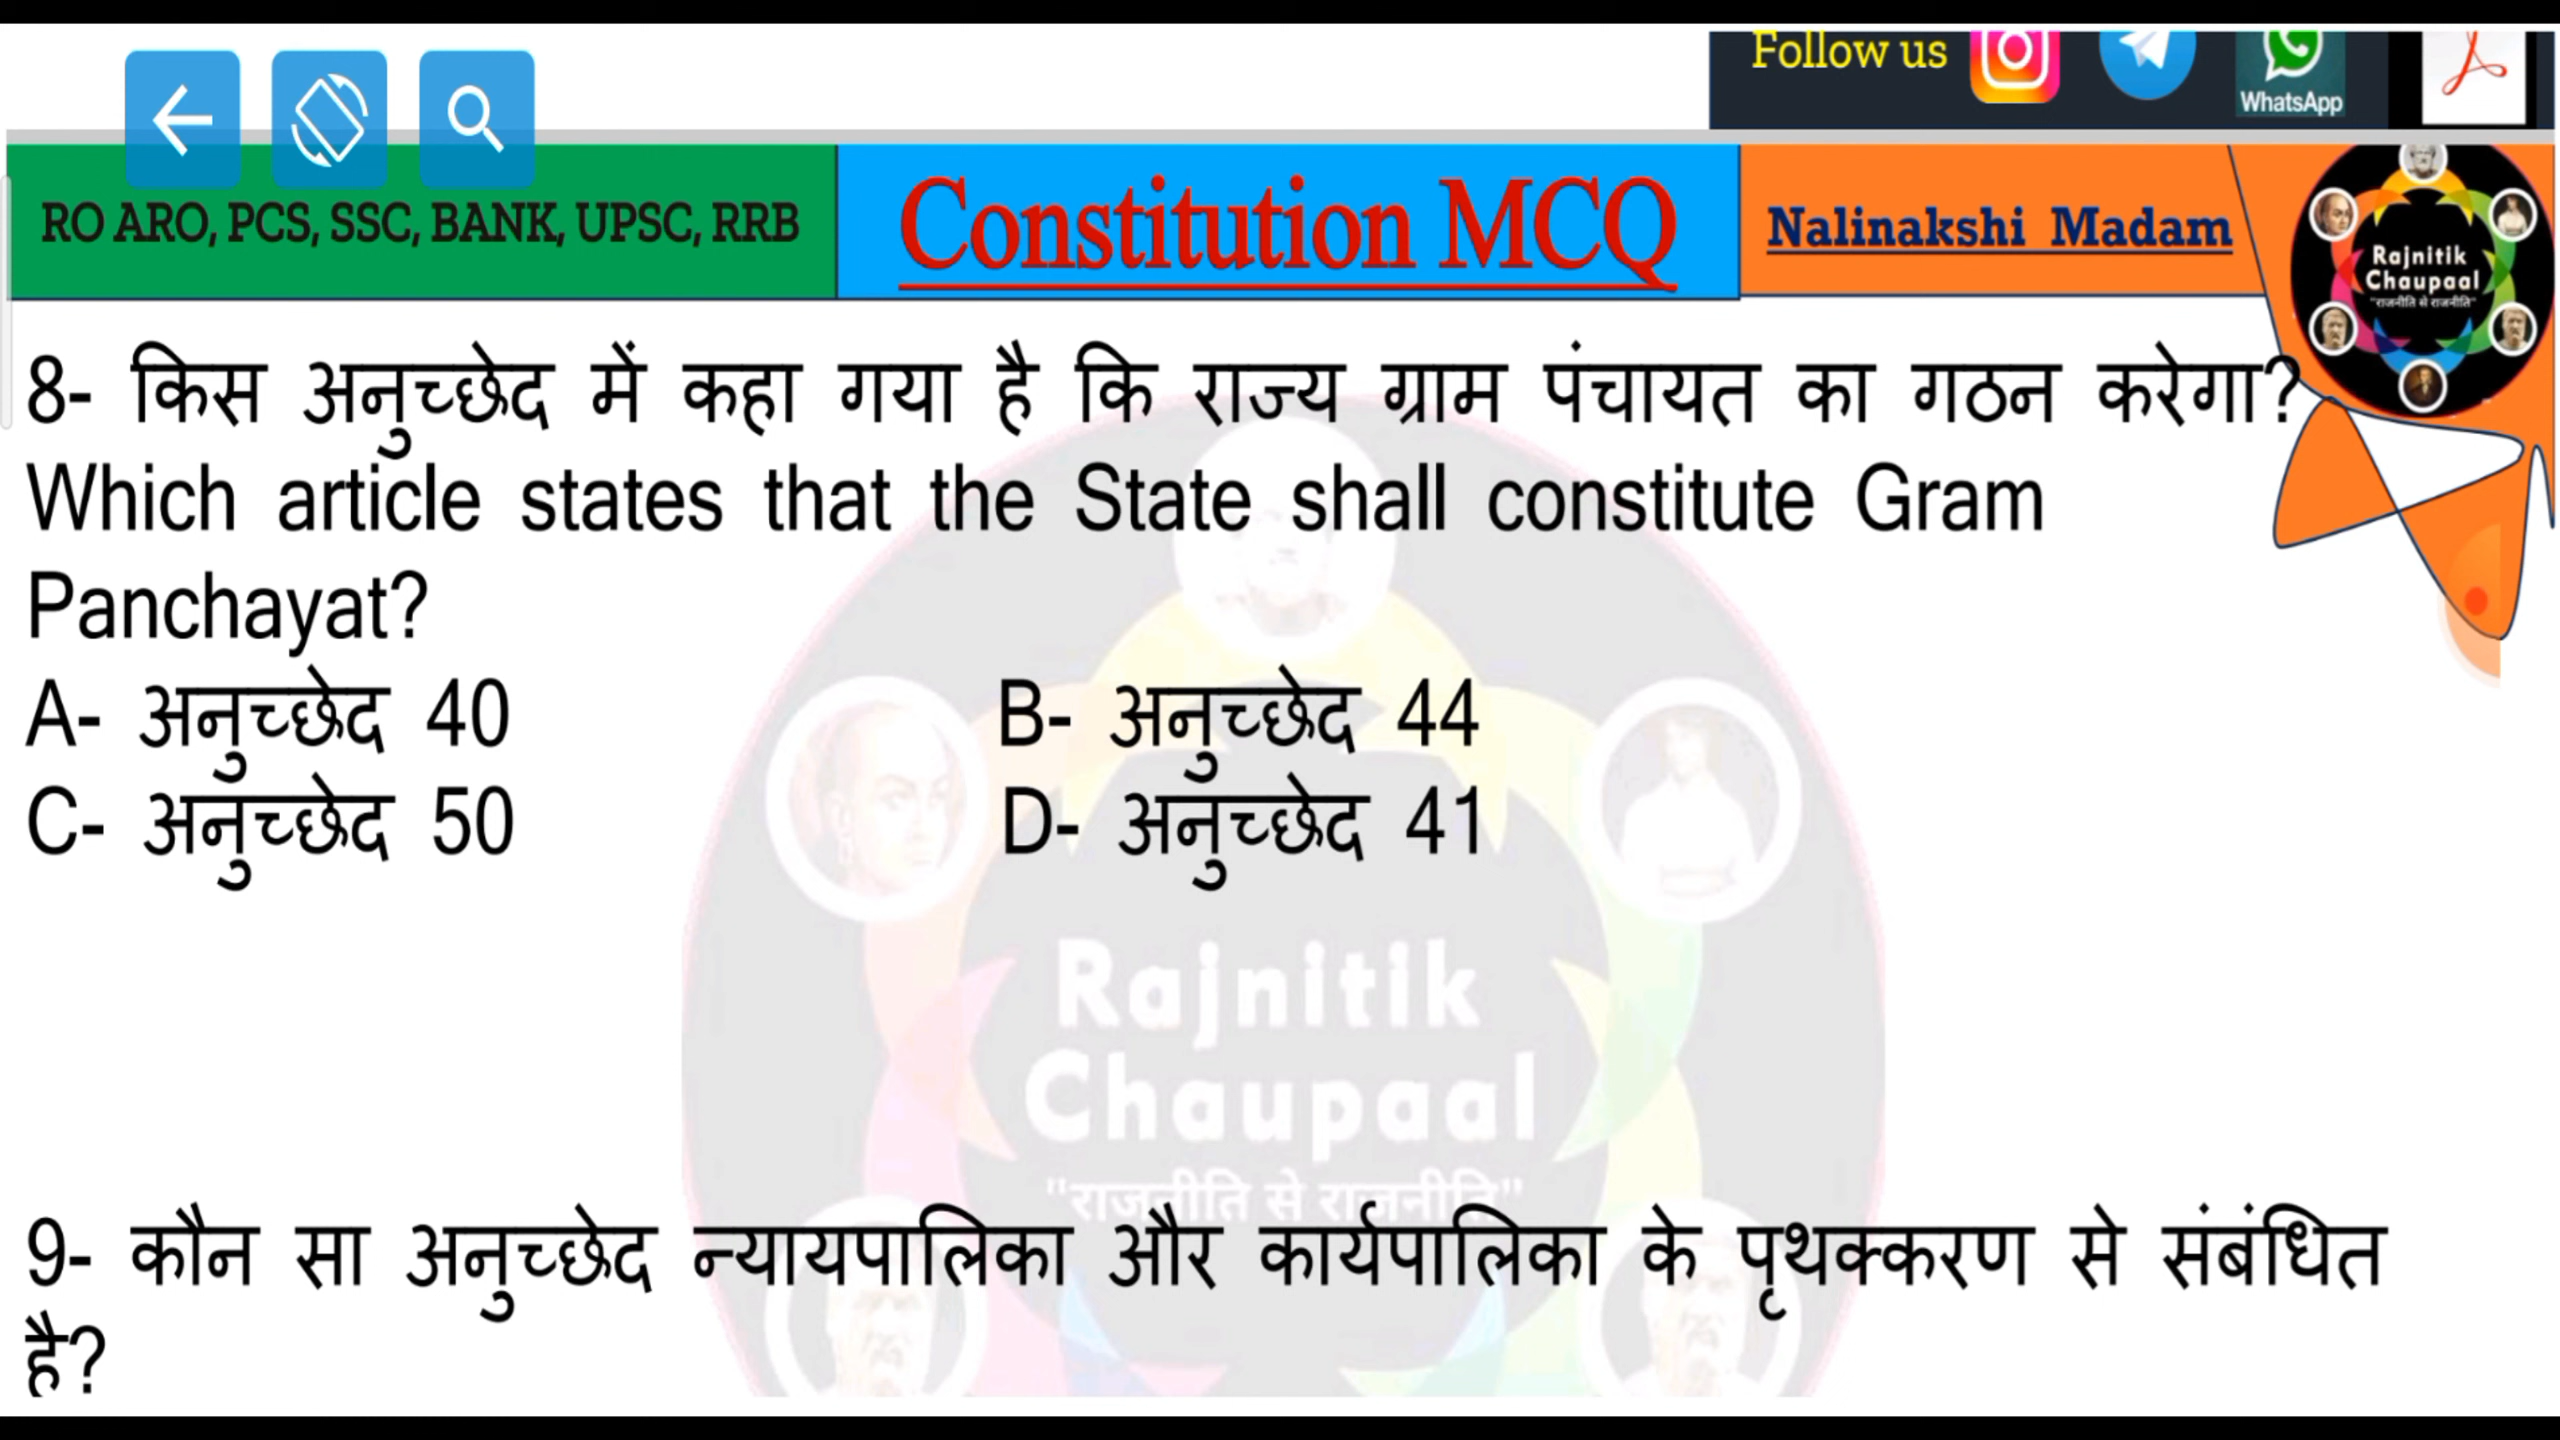 Follow us
WhatsApp
RO ARO, PCS, SSC, BANK, UPSC, RRB
Constitution MCQ
Nalinakshi Madam
Rajnitik
Chaupaal
"राजनीति से राजनीति"
8- किस अनुच्छेद में कहा गया है कि राज्य ग्राम पंचायत का गठन करेगा?
Which article states that the State shall constitute Gram
Panchayat?
A- अनुच्छेद 40 B- अनुच्छेद 44
C- अनुच्छेद 50 D- अनुच्छेद 41
Rajnitik
Chaupaal
"राजनीति से राजनीति"
9- कौन सा अनुच्छेद न्यायपालिका और कार्यपालिका के पृथक्करण से संबंधित
है?